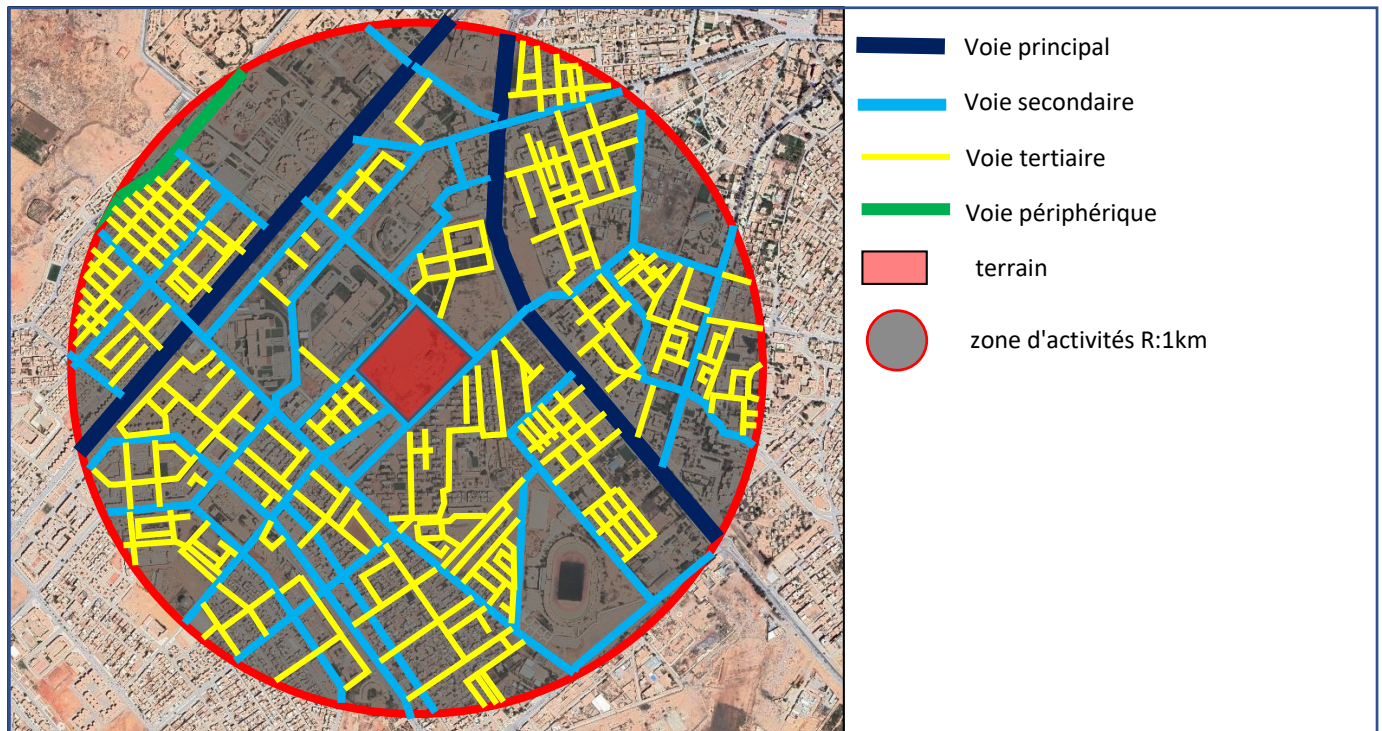 Voie principal
Voie secondaire
Voie tertiaire
Voie périphérique
terrain
zone d'activités R:1km